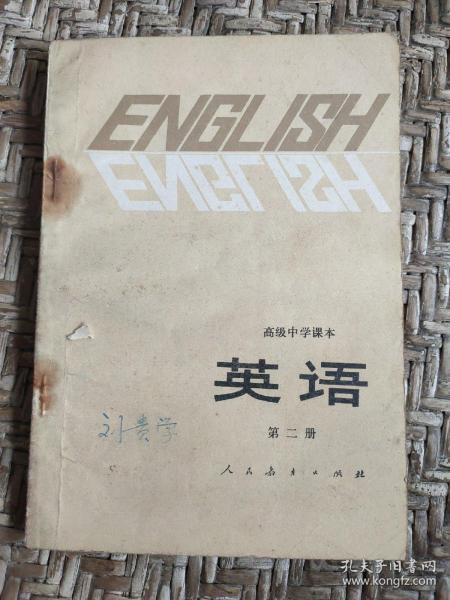 ENGLISH
ENGLISH
高级中学课本
英语
第二册
刘贵学
人民教育出版社
孔夫子旧书网
www.kongfz.com